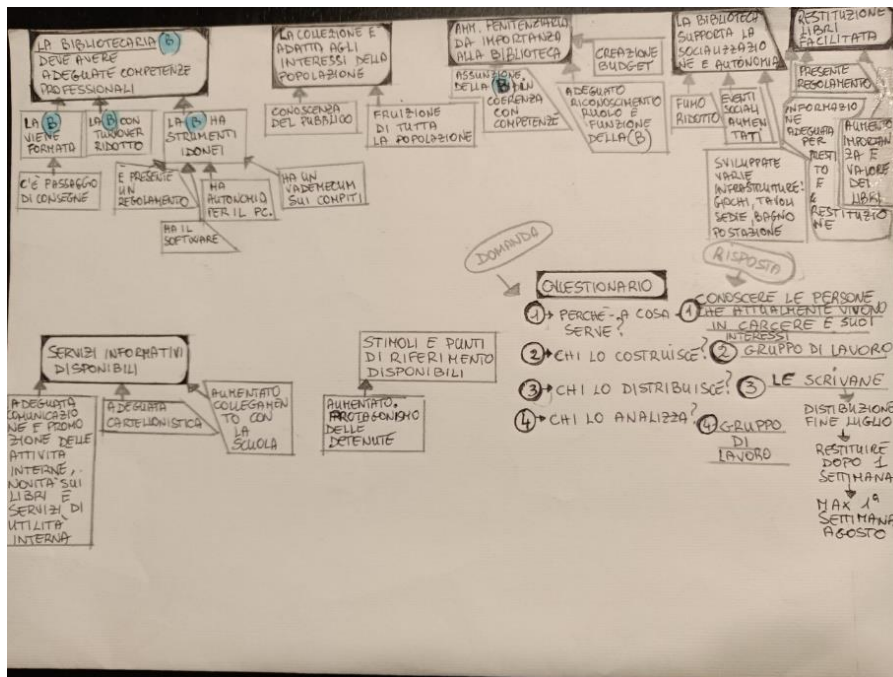 LA BIBLIOTECARIA (B)
DEVE AVERE
ADEGUATE COMPETENZE
PROFESSIONALI
LA (B)
VIENE
FORMATA
LA (B) CON
TURNOVER
RIDOTTO
LA (B) HA
STRUMENTI
IDONEI
C'È PASSAGGIO
DI CONSEGNE
E PRESENTE
UN
REGOLAMENTO
HA IL
SOFTWARE
HA
AUTONOMIA
PER IL PC.
HA UN
VADEMECUM
SUI COMPITI
LA COLLEZIONE È
ADATTA AGLI
INTERESSI DELLA
POPOLAZIONE
CONOSCENZA
DEL PUBBLICO
FRUIZIONE
DI TUTTA
LA POPOLAZIONE
AMM. PENITENZIARIA
DA IMPORTANZA
ALLA BIBLIOTECA
ASSUNZIONE
DELLA (B) IN
COERENZA
CON
COMPETENZE
ADEGUATO
RICONOSCIMENTO
RUOLO E
FUNZIONE
DELLA (B)
CREAZIONE
BUDGET
LA BIBLIOTECA
SUPPORTA LA
SOCIALIZZAZIO
NE E AUTONOMIA
FUMO
RIDOTTO
EVENTI
SOCIALI
AUMEN
TATI
SVILUPPATE
VARIE
INFRASTRUTTURE:
GIOCHI, TAVOLI
SEDIE, BAGNO
POSTAZIONE
RESTITUZIONE
LIBRI
FACILITATA
PRESENTE
REGOLAMENTO
INFORMAZIO
NE
ADEGUATA
PER
PRESTI
TO
E
RESTITUZIO
NE
AUMENTO
IMPORTAN
ZA E
VALORE
DEI
LIBRI
SERVIZI INFORMATIVI
DISPONIBILI
ADEGUATA
COMUNICAZIO
NE E PROMO
ZIONE DELLE
ATTIVITÀ
INTERNE,
NOVITÀ SUI
LIBRI E
SERVIZI DI
UTILITÀ
INTERNA
ADEGUATA
CARTELLONISTICA
AUMENTATO
COLLEGAMEN
TO CON
LA
SCUOLA
STIMOLI E PUNTI
DI RIFERIMENTO
DISPONIBILI
AUMENTATO
PROTAGONISMO
DELLE
DETENUTE
DOMANDA
RISPOSTA
QUESTIONARIO
1 PERCHÉ - A COSA
SERVE?
1 CONOSCERE LE PERSONE
CHE ATTUALMENTE VIVONO
IN CARCERE E SUOI
INTERESSI
2 CHI LO COSTRUISCE?
2 GRUPPO DI LAVORO
3 CHI LO DISTRIBUISCE?
3 LE SCRIVANE
DISTIBUZIONE
FINE LUGLIO
RESTITUIRE
DOPO 1
SETTIMANA
MAX 1ª
SETTIMANA
AGOSTO
4 CHI LO ANALIZZA?
4 GRUPPO
DI
LAVORO